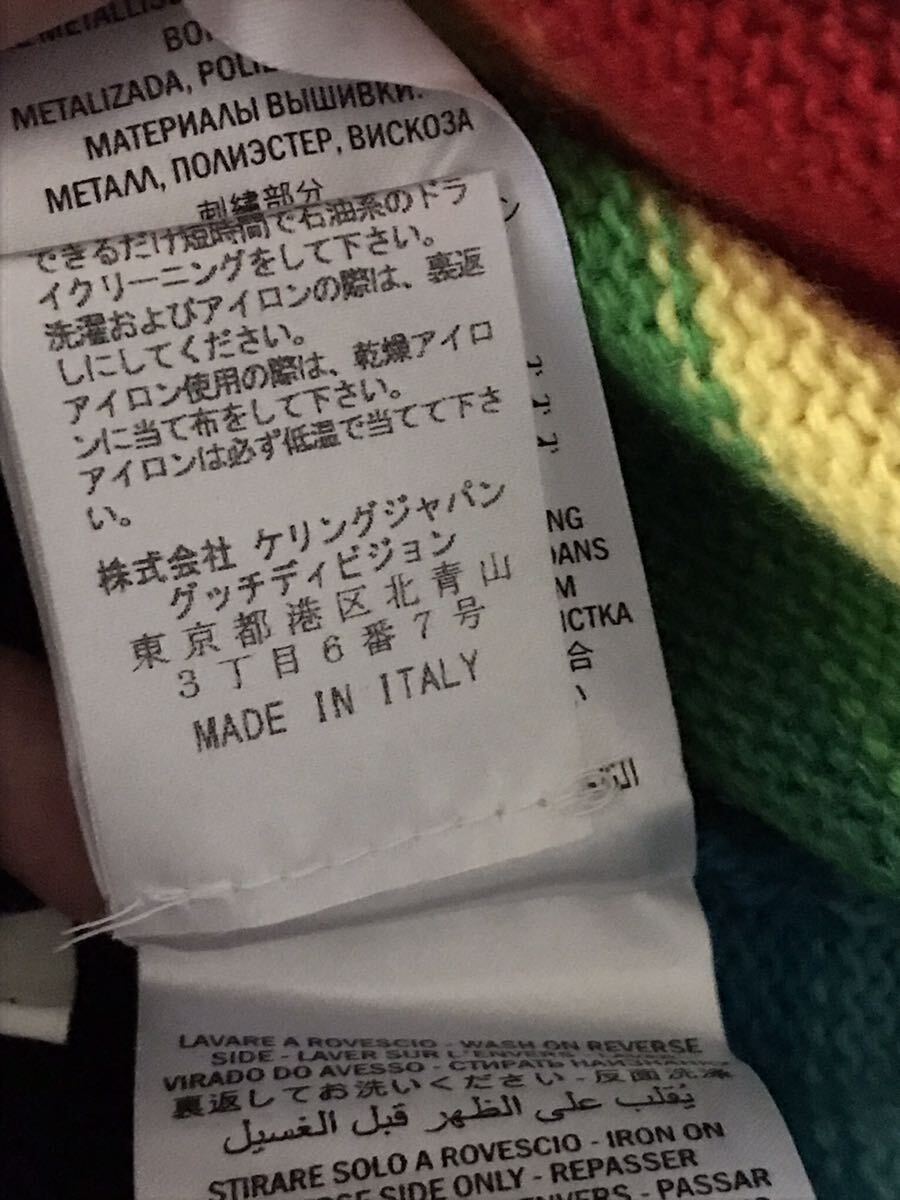 METALIZADA,
МАТЕРИАЛЫ ВЫШИВКИ:
МЕТАЛЛ, ПОЛИЭСТЕР, ВИСКОЗА
刺繍部分
できるだけ短時間で石油系のドラ
イクリーニングをして下さい。
洗濯およびアイロンの際は、裏返
しにしてください。
アイロン使用の際は、乾燥アイロ
ンに当て布をして下さい。
アイロンは必ず低温で当てて下さ
い。
株式会社 ケリングジャパン
グッチディビジョン
東京都港区北青山
3丁目6番7号
MADE IN ITALY
LAVARE A ROVESCIO - WASH ON REVERSE
SIDE - LAVER SUR L'ENVERS -
VIRADO DO AVESSO - СТИРАТЬ
裏返してお洗いください - 反面洗滌
يُقلب على الظهر قبل الغسيل
STIRARE SOLO A ROVESCIO - IRON ON
SIDE ONLY - REPASSER
- PASSAR